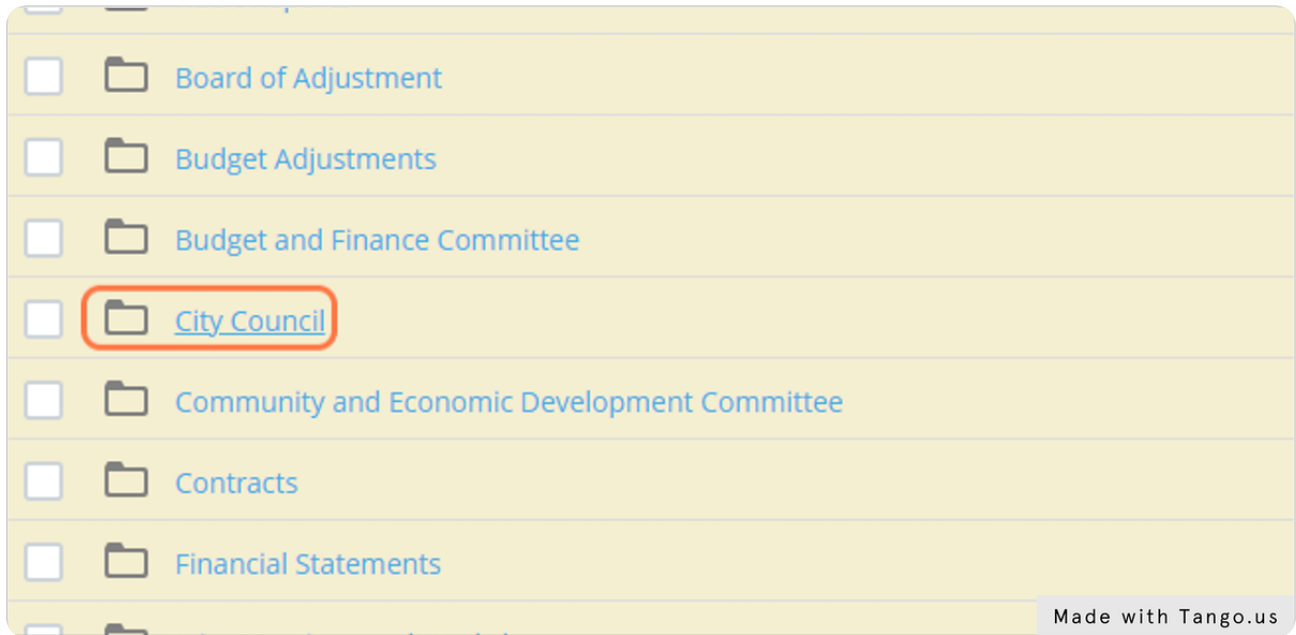 Board of Adjustment
Budget Adjustments
Budget and Finance Committee
City Council
Community and Economic Development Committee
Contracts
Financial Statements
Made with Tango.us